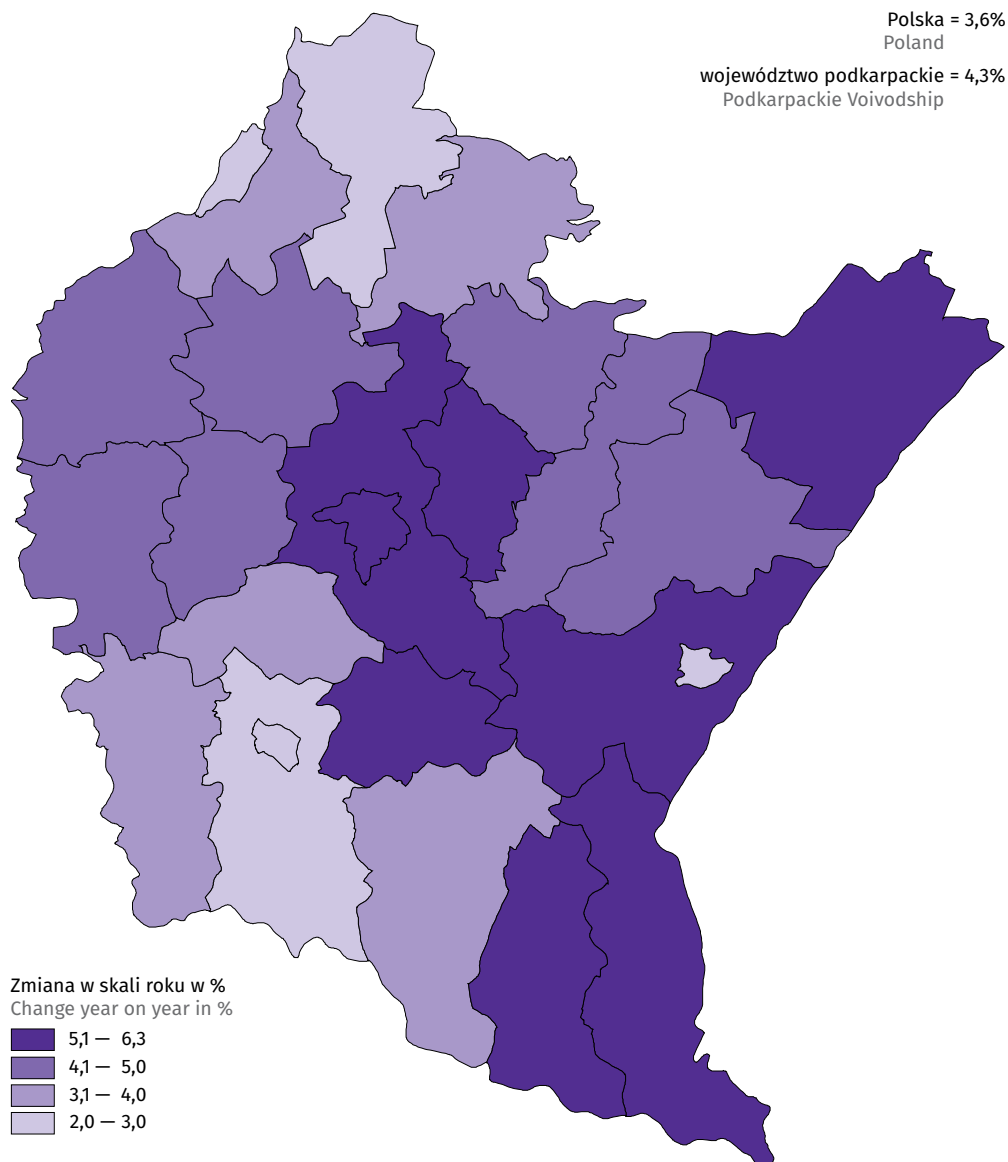 Polska = 3,6%
Poland
województwo podkarpackie = 4,3%
Podkarpackie Voivodship
Zmiana w skali roku w %
Change year on year in %
5,1 — 6,3
4,1 — 5,0
3,1 — 4,0
2,0 — 3,0